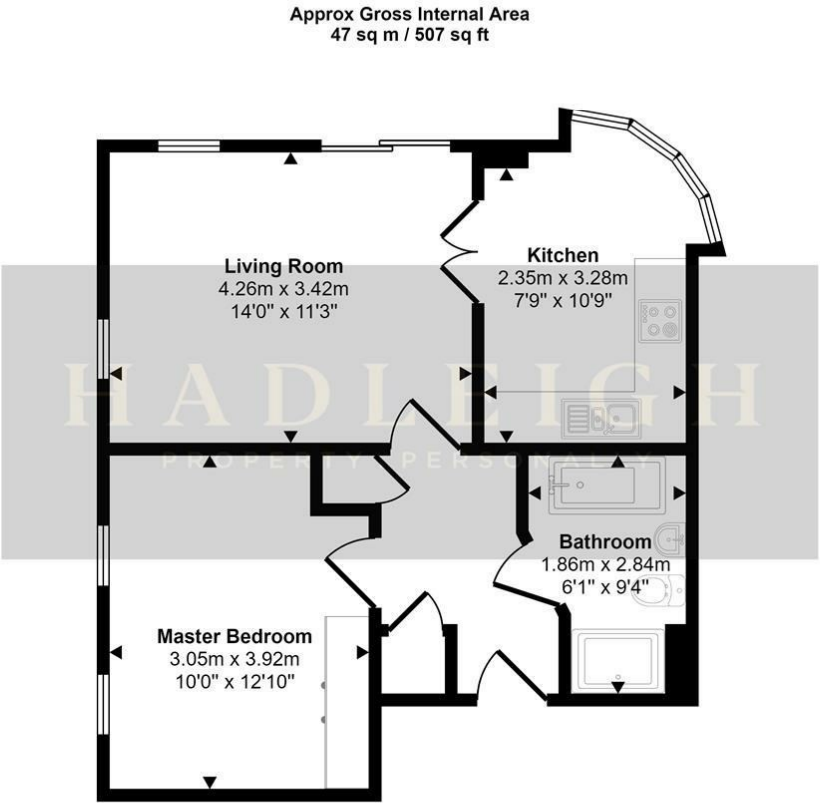 Approx Gross Internal Area
47 sq m / 507 sq ft
Living Room
4.26m x 3.42m
14'0" x 11'3"
Kitchen
2.35m x 3.28m
7'9" x 10'9"
HADLEIGH
PROPERTY PERSONALLY
Bathroom
1.86m x 2.84m
6'1" x 9'4"
Master Bedroom
3.05m x 3.92m
10'0" x 12'10"